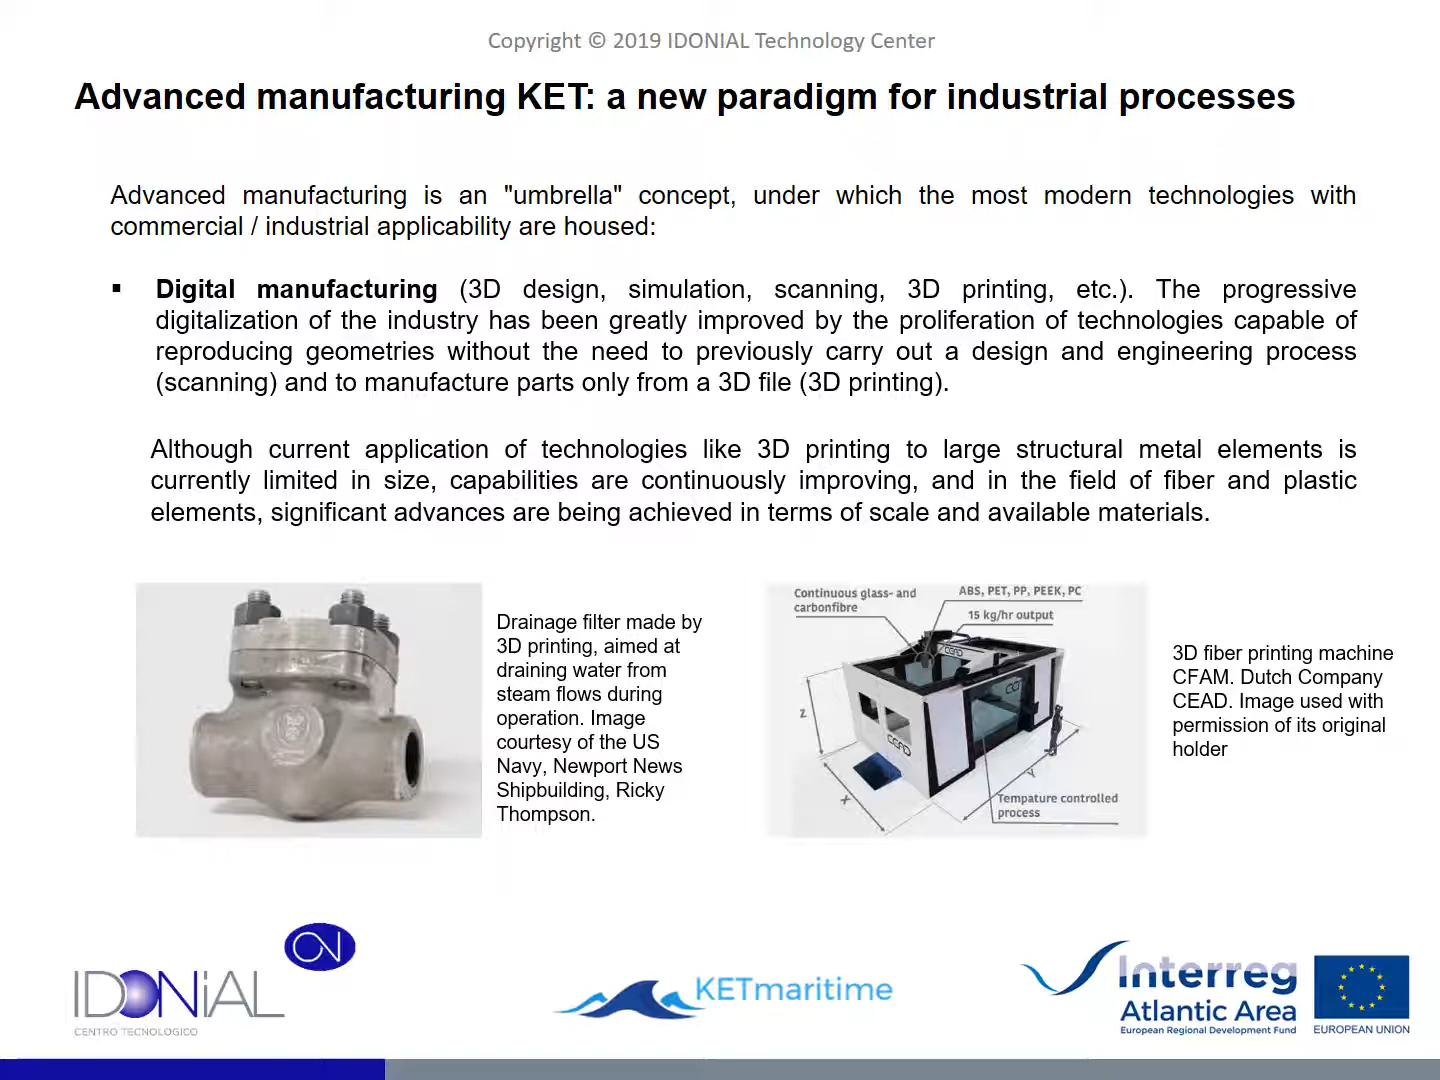 Copyright © 2019 IDONIAL Technology Center
Advanced manufacturing KET: a new paradigm for industrial processes
Advanced manufacturing is an "umbrella" concept, under which the most modern technologies with
commercial / industrial applicability are housed:
▪ Digital manufacturing (3D design, simulation, scanning, 3D printing, etc.). The progressive
digitalization of the industry has been greatly improved by the proliferation of technologies capable of
reproducing geometries without the need to previously carry out a design and engineering process
(scanning) and to manufacture parts only from a 3D file (3D printing).
Although current application of technologies like 3D printing to large structural metal elements is
currently limited in size, capabilities are continuously improving, and in the field of fiber and plastic
elements, significant advances are being achieved in terms of scale and available materials.
Drainage filter made by
3D printing, aimed at
draining water from
steam flows during
operation. Image
courtesy of the US
Navy, Newport News
Shipbuilding, Ricky
Thompson.
Continuous glass- and
carbonfibre
ABS, PET, PP, PEEK, PC
15 kg/hr output
CEAD
CEAD
Z
X
Y
Tempature controlled
process
3D fiber printing machine
CFAM. Dutch Company
CEAD. Image used with
permission of its original
holder
IDONiAL
CENTRO TECNOLOGICO
KETmaritime
Interreg
Atlantic Area
European Regional Development Fund
EUROPEAN UNION